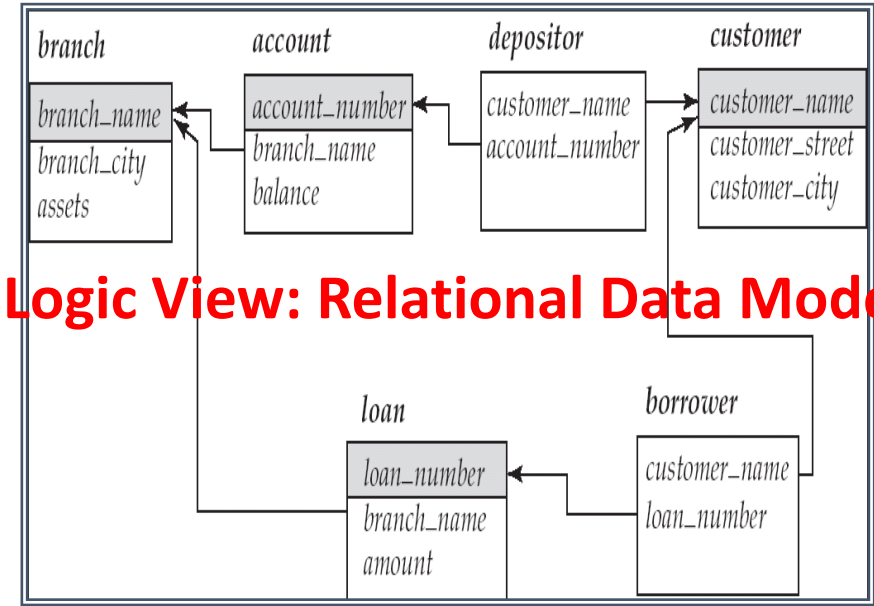 branch
branch_name
branch_city
assets
account
account_number
branch_name
balance
depositor
customer_name
account_number
customer
customer_name
customer_street
customer_city
Logic View: Relational Data Mode
loan
loan_number
branch_name
amount
borrower
customer_name
loan_number